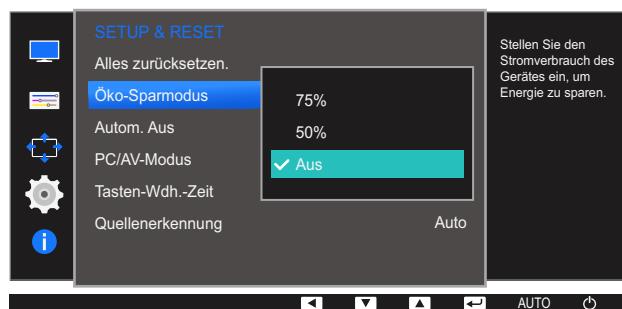 SETUP & RESET
Alles zurücksetzen.
Öko-Sparmodus
Autom. Aus
PC/AV-Modus
Tasten-Wdh.-Zeit
Quellenerkennung
Auto
75%
50%
Aus
Stellen Sie den
Stromverbrauch des
Gerätes ein, um
Energie zu sparen.
AUTO